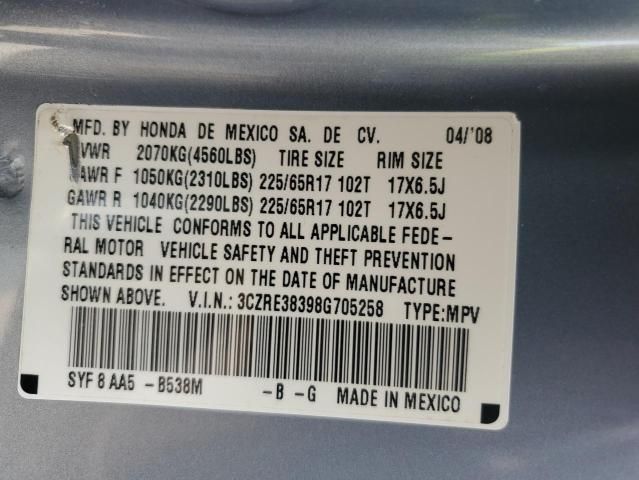 MFD. BY HONDA DE MEXICO SA. DE CV. 04/'08
VWR 2070KG(4560LBS) TIRE SIZE RIM SIZE
AWR F 1050KG(2310LBS) 225/65R17 102T 17X6.5J
GAWR R 1040KG(2290LBS) 225/65R17 102T 17X6.5J
THIS VEHICLE CONFORMS TO ALL APPLICABLE FEDE-
RAL MOTOR VEHICLE SAFETY AND THEFT PREVENTION
STANDARDS IN EFFECT ON THE DATE OF MANUFACTURE
SHOWN ABOVE. V.I.N.: 3CZRE38398G705258 TYPE:MPV
SYF 8 AA5 -B538M -B -G MADE IN MEXICO